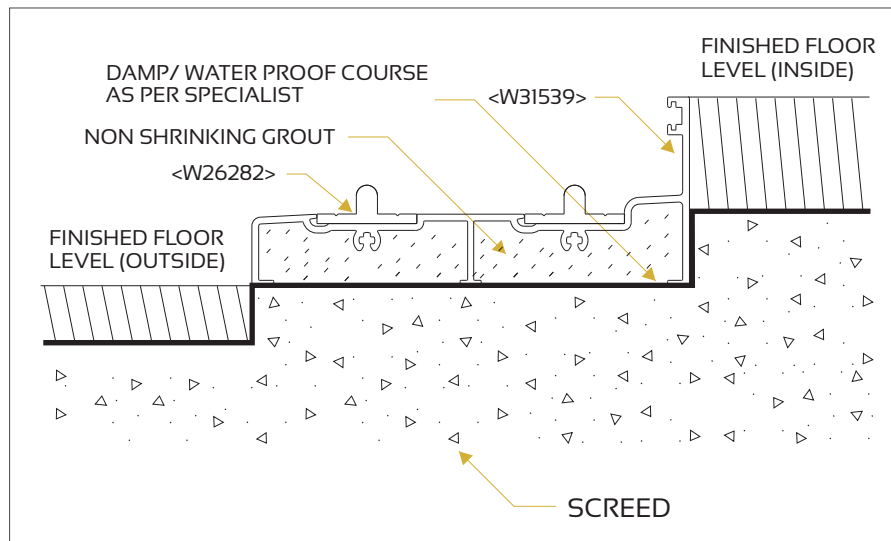 FINISHED FLOOR
LEVEL (INSIDE)
DAMP/ WATER PROOF COURSE
AS PER SPECIALIST
<W31539>
NON SHRINKING GROUT
<W26282>
FINISHED FLOOR
LEVEL (OUTSIDE)
SCREED